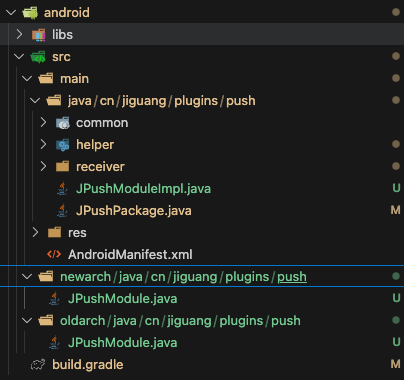 android
libs
src
main
java/cn/jiguang/plugins/push
common
helper
receiver
JPushModuleImpl.java U
JPushPackage.java M
res
AndroidManifest.xml
newarch/java/cn/jiguang/plugins/push
JPushModule.java U
oldarch/java/cn/jiguang/plugins/push
JPushModule.java U
build.gradle M